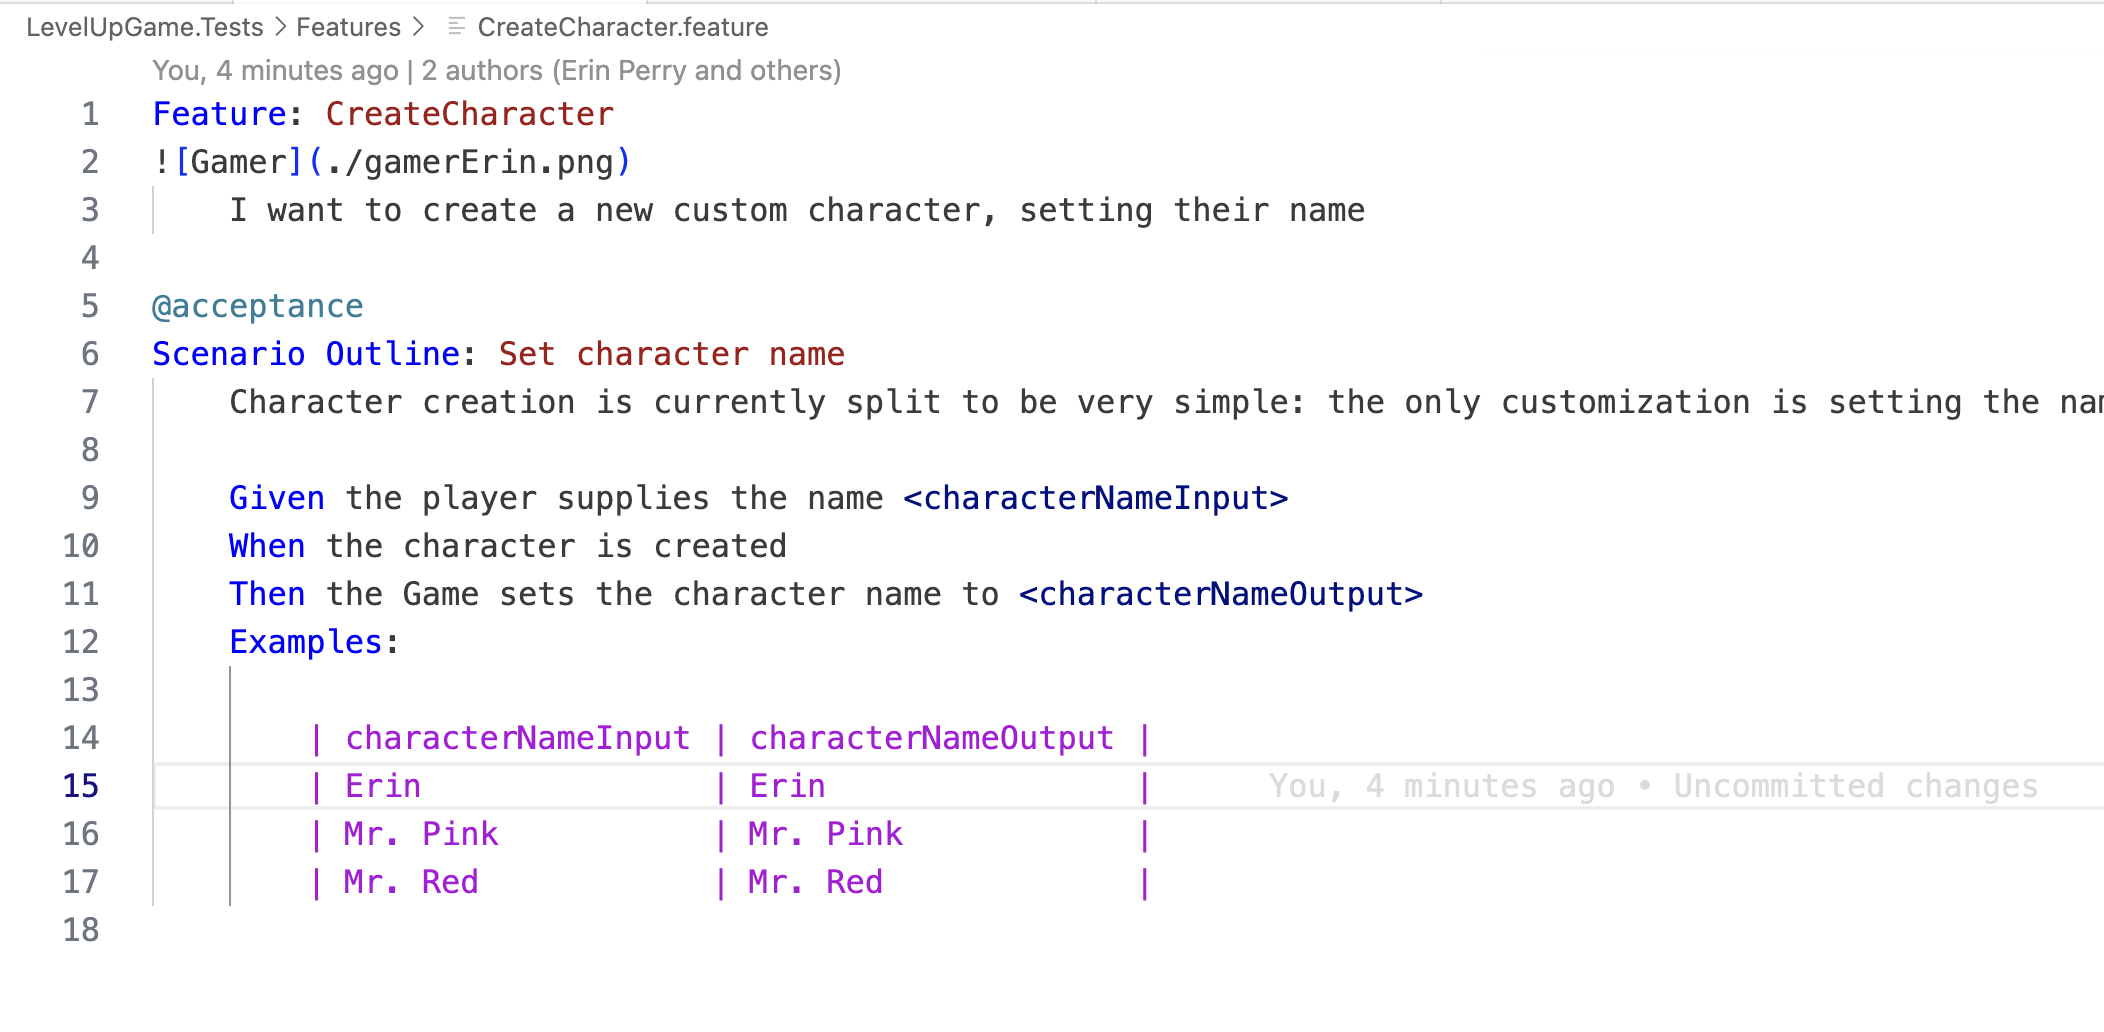 LevelUpGame.Tests > Features > CreateCharacter.feature
You, 4 minutes ago | 2 authors (Erin Perry and others)
1 Feature: CreateCharacter
2 ![Gamer](./gamerErin.png)
3 I want to create a new custom character, setting their name
4
5 @acceptance
6 Scenario Outline: Set character name
7 Character creation is currently split to be very simple: the only customization is setting the
8
9 Given the player supplies the name <characterNameInput>
10 When the character is created
11 Then the Game sets the character name to <characterNameOutput>
12 Examples:
13
14 | characterNameInput | characterNameOutput |
15 | Erin | Erin | You, 4 minutes ago • Uncommitted changes
16 | Mr. Pink | Mr. Pink |
17 | Mr. Red | Mr. Red |
18